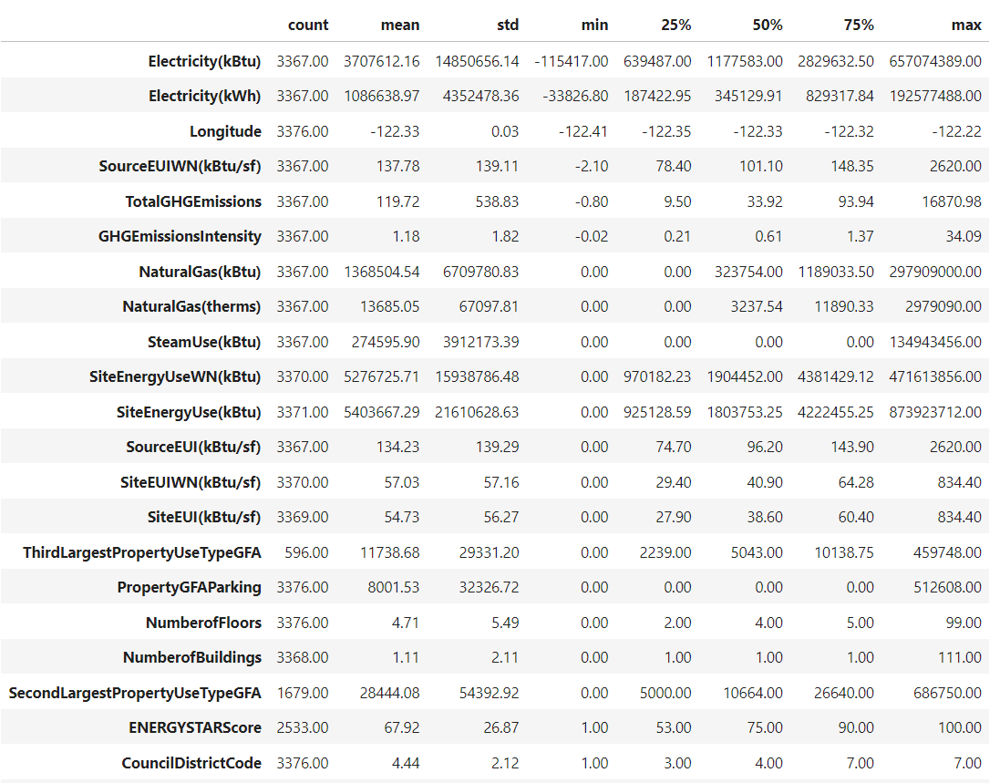 count mean std min 25% 50% 75% max
Electricity(kBtu) 3367.00 3707612.16 14850656.14 -115417.00 639487.00 1177583.00 2829632.50 657074389.00
Electricity(kWh) 3367.00 1086638.97 4352478.36 -33826.80 187422.95 345129.91 829317.84 192577488.00
Longitude 3376.00 -122.33 0.03 -122.41 -122.35 -122.33 -122.32 -122.22
SourceEUIWN(kBtu/sf) 3367.00 137.78 139.11 -2.10 78.40 101.10 148.35 2620.00
TotalGHGEmissions 3367.00 119.72 538.83 -0.80 9.50 33.92 93.94 16870.98
GHGEmissionsIntensity 3367.00 1.18 1.82 -0.02 0.21 0.61 1.37 34.09
NaturalGas(kBtu) 3367.00 1368504.54 6709780.83 0.00 0.00 323754.00 1189033.50 297909000.00
NaturalGas(therms) 3367.00 13685.05 67097.81 0.00 0.00 3237.54 11890.33 2979090.00
SteamUse(kBtu) 3367.00 274595.90 3912173.39 0.00 0.00 0.00 0.00 134943456.00
SiteEnergyUseWN(kBtu) 3370.00 5276725.71 15938786.48 0.00 970182.23 1904452.00 4381429.12 471613856.00
SiteEnergyUse(kBtu) 3371.00 5403667.29 21610628.63 0.00 925128.59 1803753.25 4222455.25 873923712.00
SourceEUI(kBtu/sf) 3367.00 134.23 139.29 0.00 74.70 96.20 143.90 2620.00
SiteEUIWN(kBtu/sf) 3370.00 57.03 57.16 0.00 29.40 40.90 64.28 834.40
SiteEUI(kBtu/sf) 3369.00 54.73 56.27 0.00 27.90 38.60 60.40 834.40
ThirdLargestPropertyUseTypeGFA 596.00 11738.68 29331.20 0.00 2239.00 5043.00 10138.75 459748.00
PropertyGFAParking 3376.00 8001.53 32326.72 0.00 0.00 0.00 0.00 512608.00
NumberofFloors 3376.00 4.71 5.49 0.00 2.00 4.00 5.00 99.00
NumberofBuildings 3368.00 1.11 2.11 0.00 1.00 1.00 1.00 111.00
SecondLargestPropertyUseTypeGFA 1679.00 28444.08 54392.92 0.00 5000.00 10664.00 26640.00 686750.00
ENERGYSTARScore 2533.00 67.92 26.87 1.00 53.00 75.00 90.00 100.00
CouncilDistrictCode 3376.00 4.44 2.12 1.00 3.00 4.00 7.00 7.00